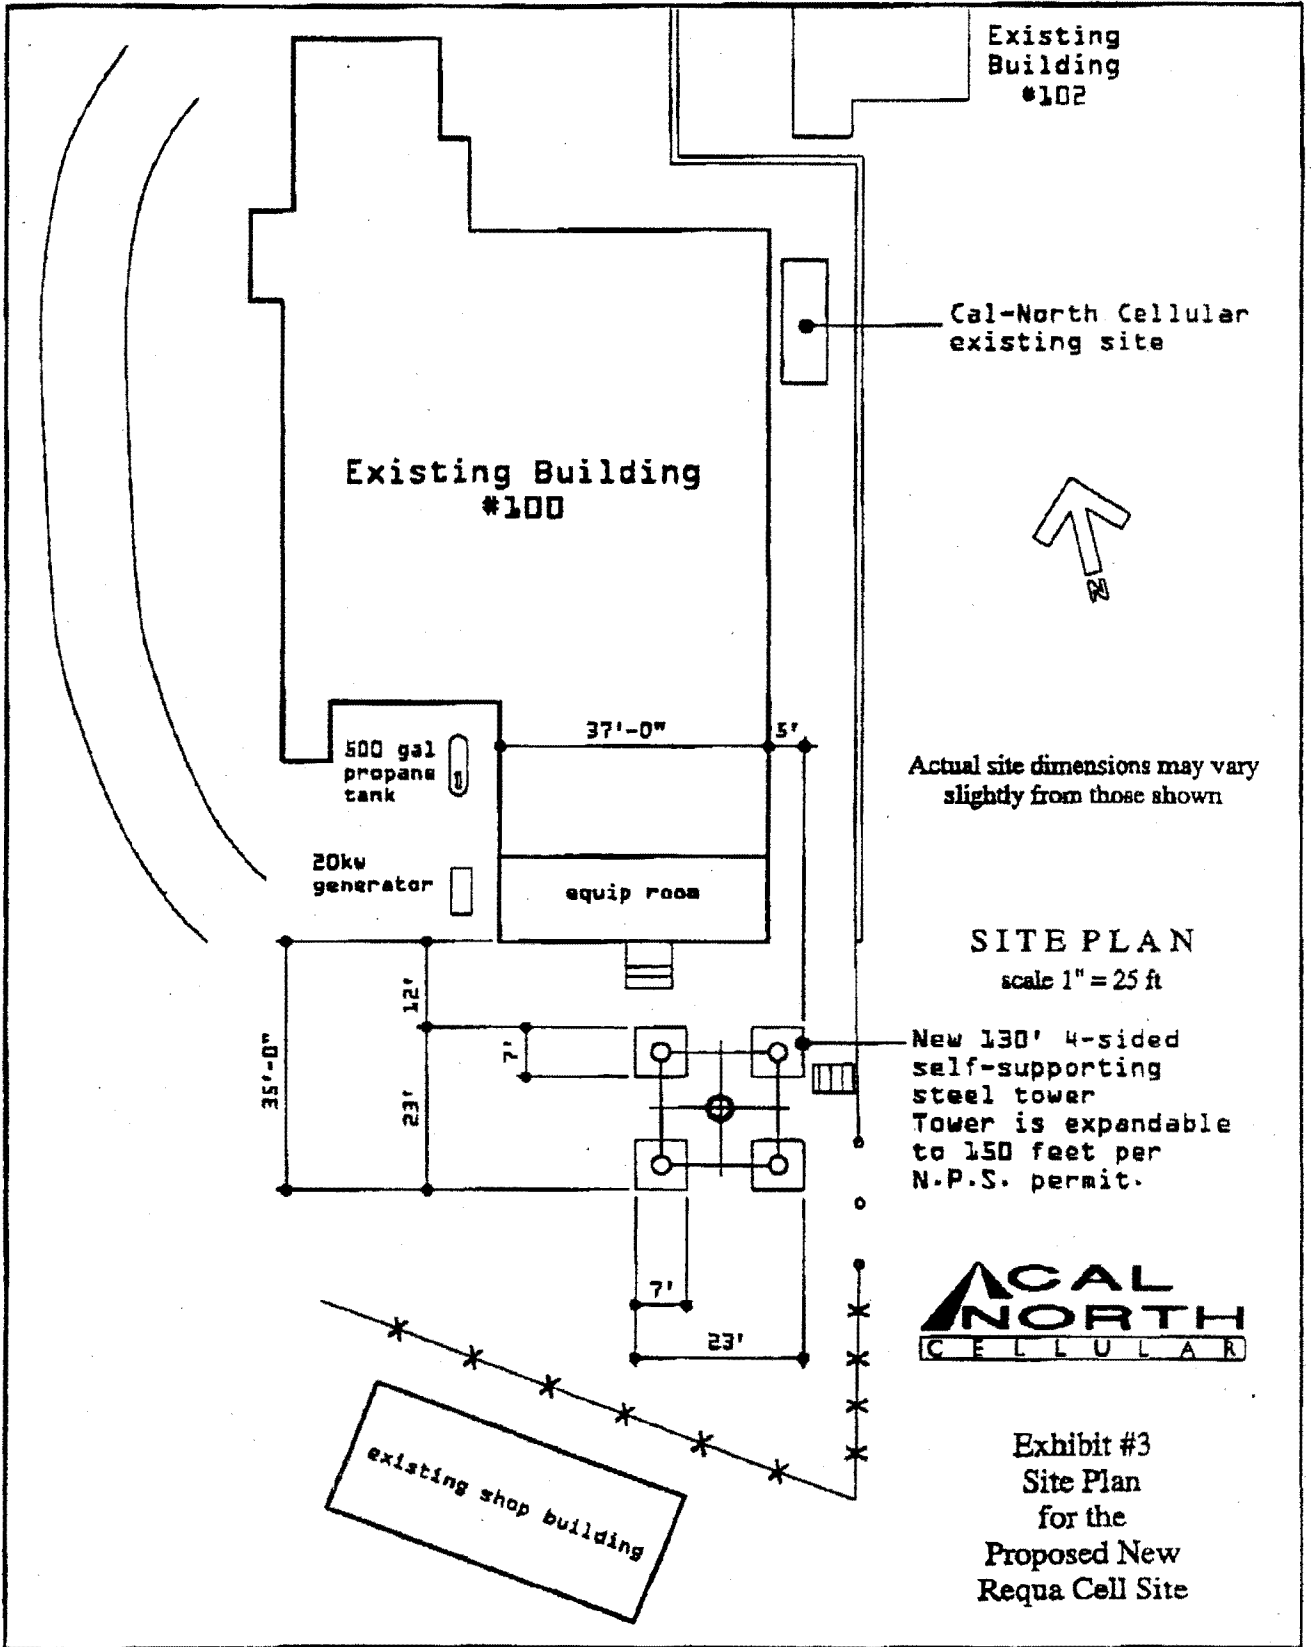 Existing
Building
#102
Cal-North Cellular
existing site
Existing Building
#100
N
37'-0"
5'
500 gal
propane
tank
Actual site dimensions may vary
slightly from those shown
20kw
generator
equip room
SITE PLAN
scale 1" = 25 ft
12'
35'-0"
7'
23'
New 130' 4-sided
self-supporting
steel tower
Tower is expandable
to 150 feet per
N.P.S. permit.
7'
23'
CAL
NORTH
CELLULAR
existing shop building
Exhibit #3
Site Plan
for the
Proposed New
Requa Cell Site